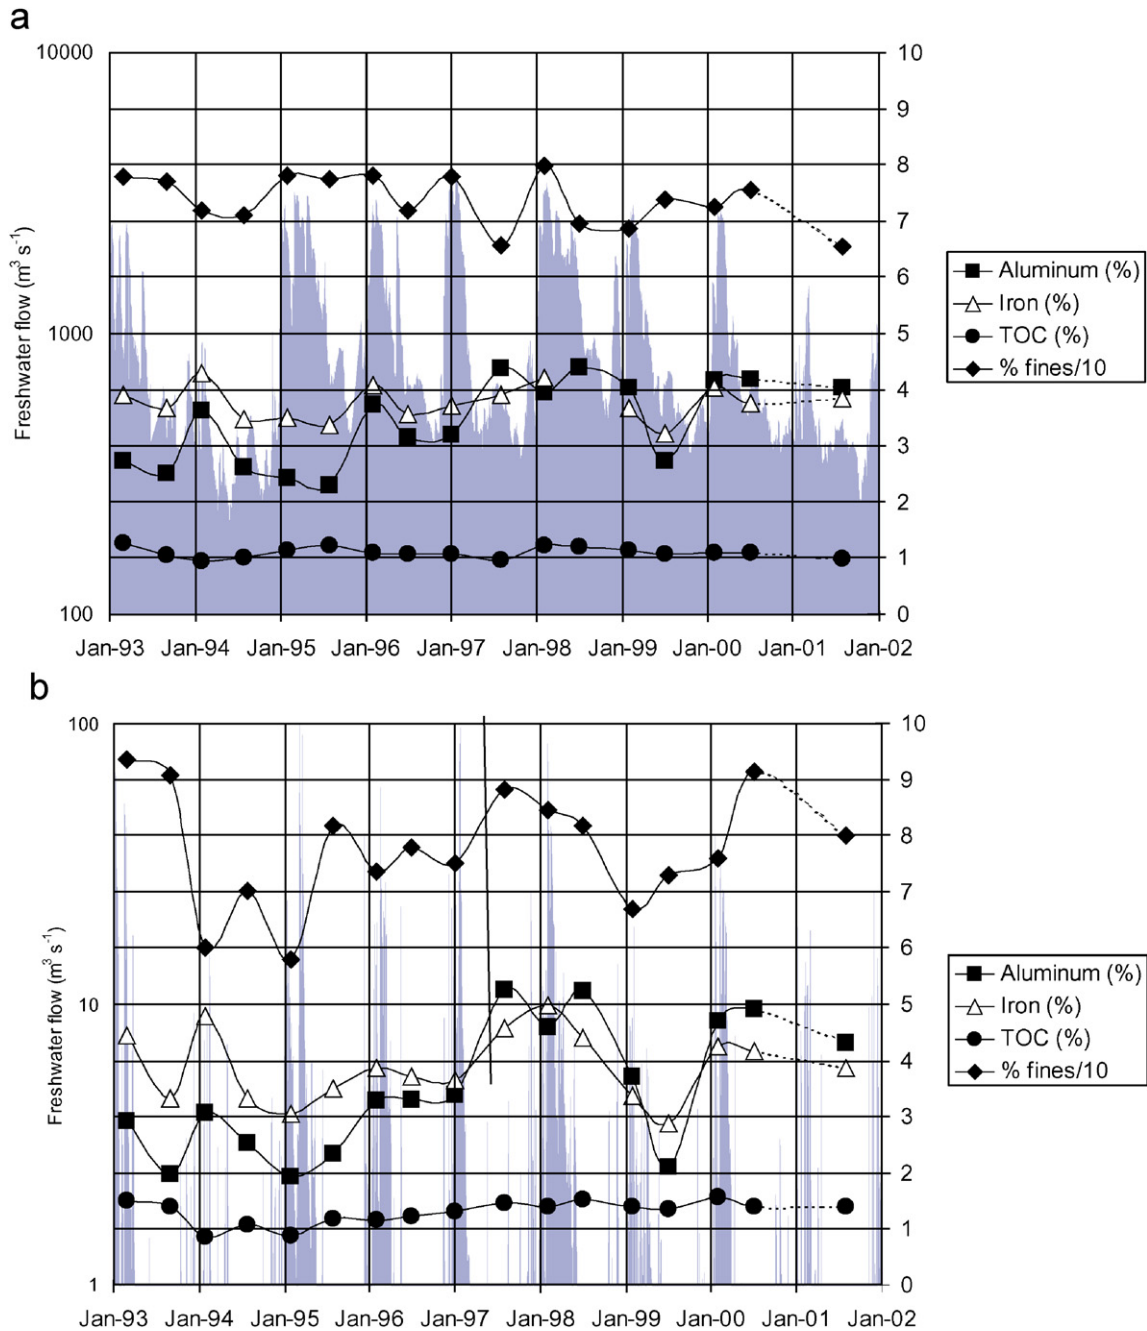 a
10000
1000
100
Freshwater flow (m³ s⁻¹)
10
9
8
7
6
5
4
3
2
1
0
Jan-93 Jan-94 Jan-95 Jan-96 Jan-97 Jan-98 Jan-99 Jan-00 Jan-01 Jan-02
Aluminum (%)
Iron (%)
TOC (%)
% fines/10
b
100
10
1
Freshwater flow (m³ s⁻¹)
10
9
8
7
6
5
4
3
2
1
0
Jan-93 Jan-94 Jan-95 Jan-96 Jan-97 Jan-98 Jan-99 Jan-00 Jan-01 Jan-02
Aluminum (%)
Iron (%)
TOC (%)
% fines/10